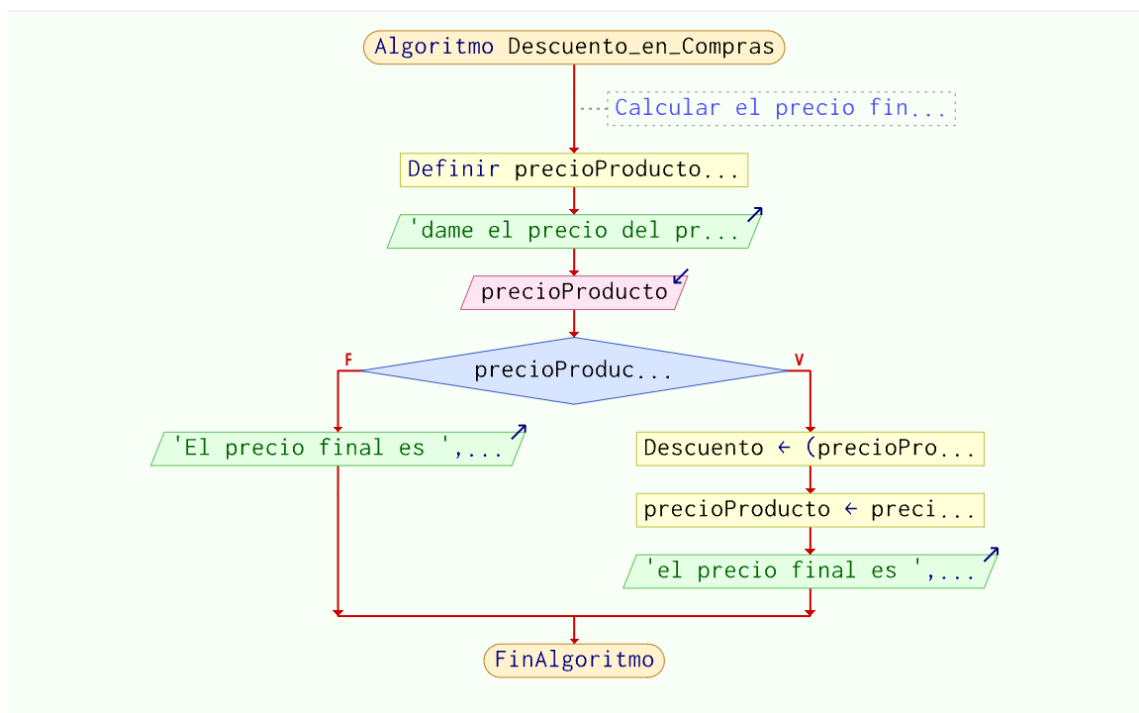 Algoritmo Descuento_en_Compras
Calcular el precio fin...
Definir precioProducto...
'dame el precio del pr...
precioProducto
precioProduc...
F
V
'El precio final es ',...
Descuento ← (precioPro...
precioProducto ← preci...
'el precio final es ',...
FinAlgoritmo